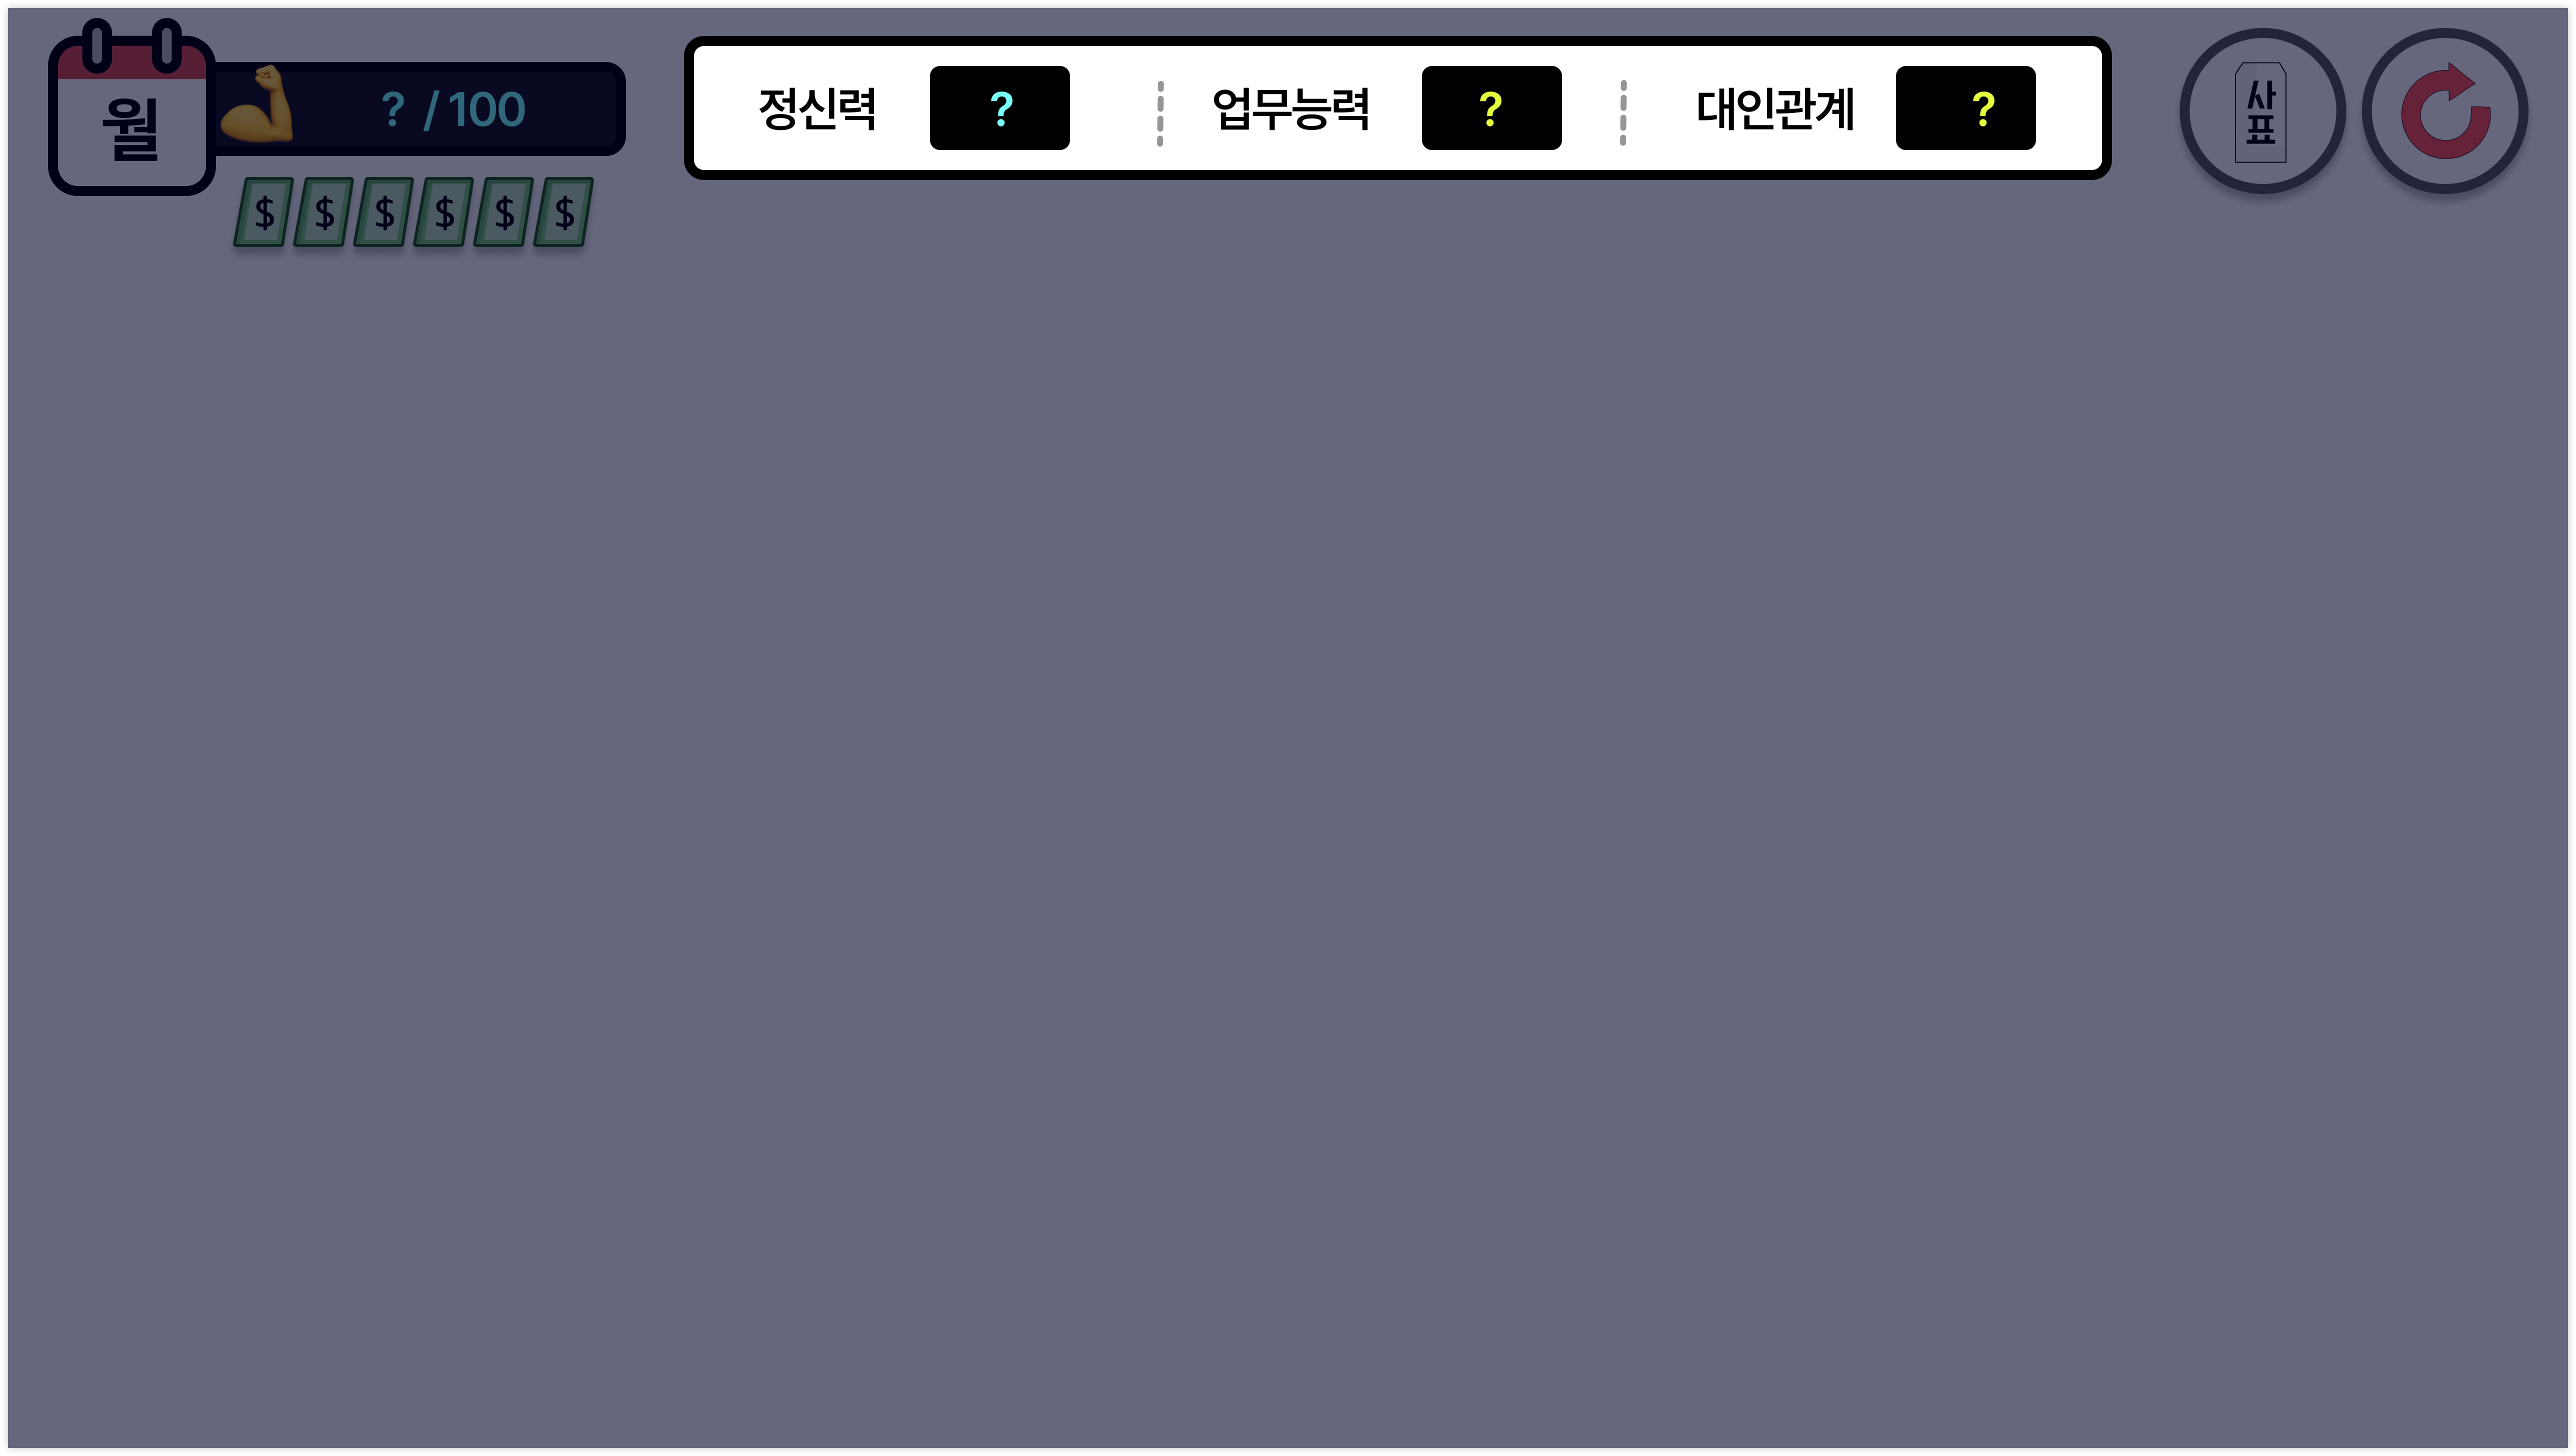 월
? / 100
정신력 ? 업무능력 ? 대인관계 ?
사표
$ $ $ $ $ $